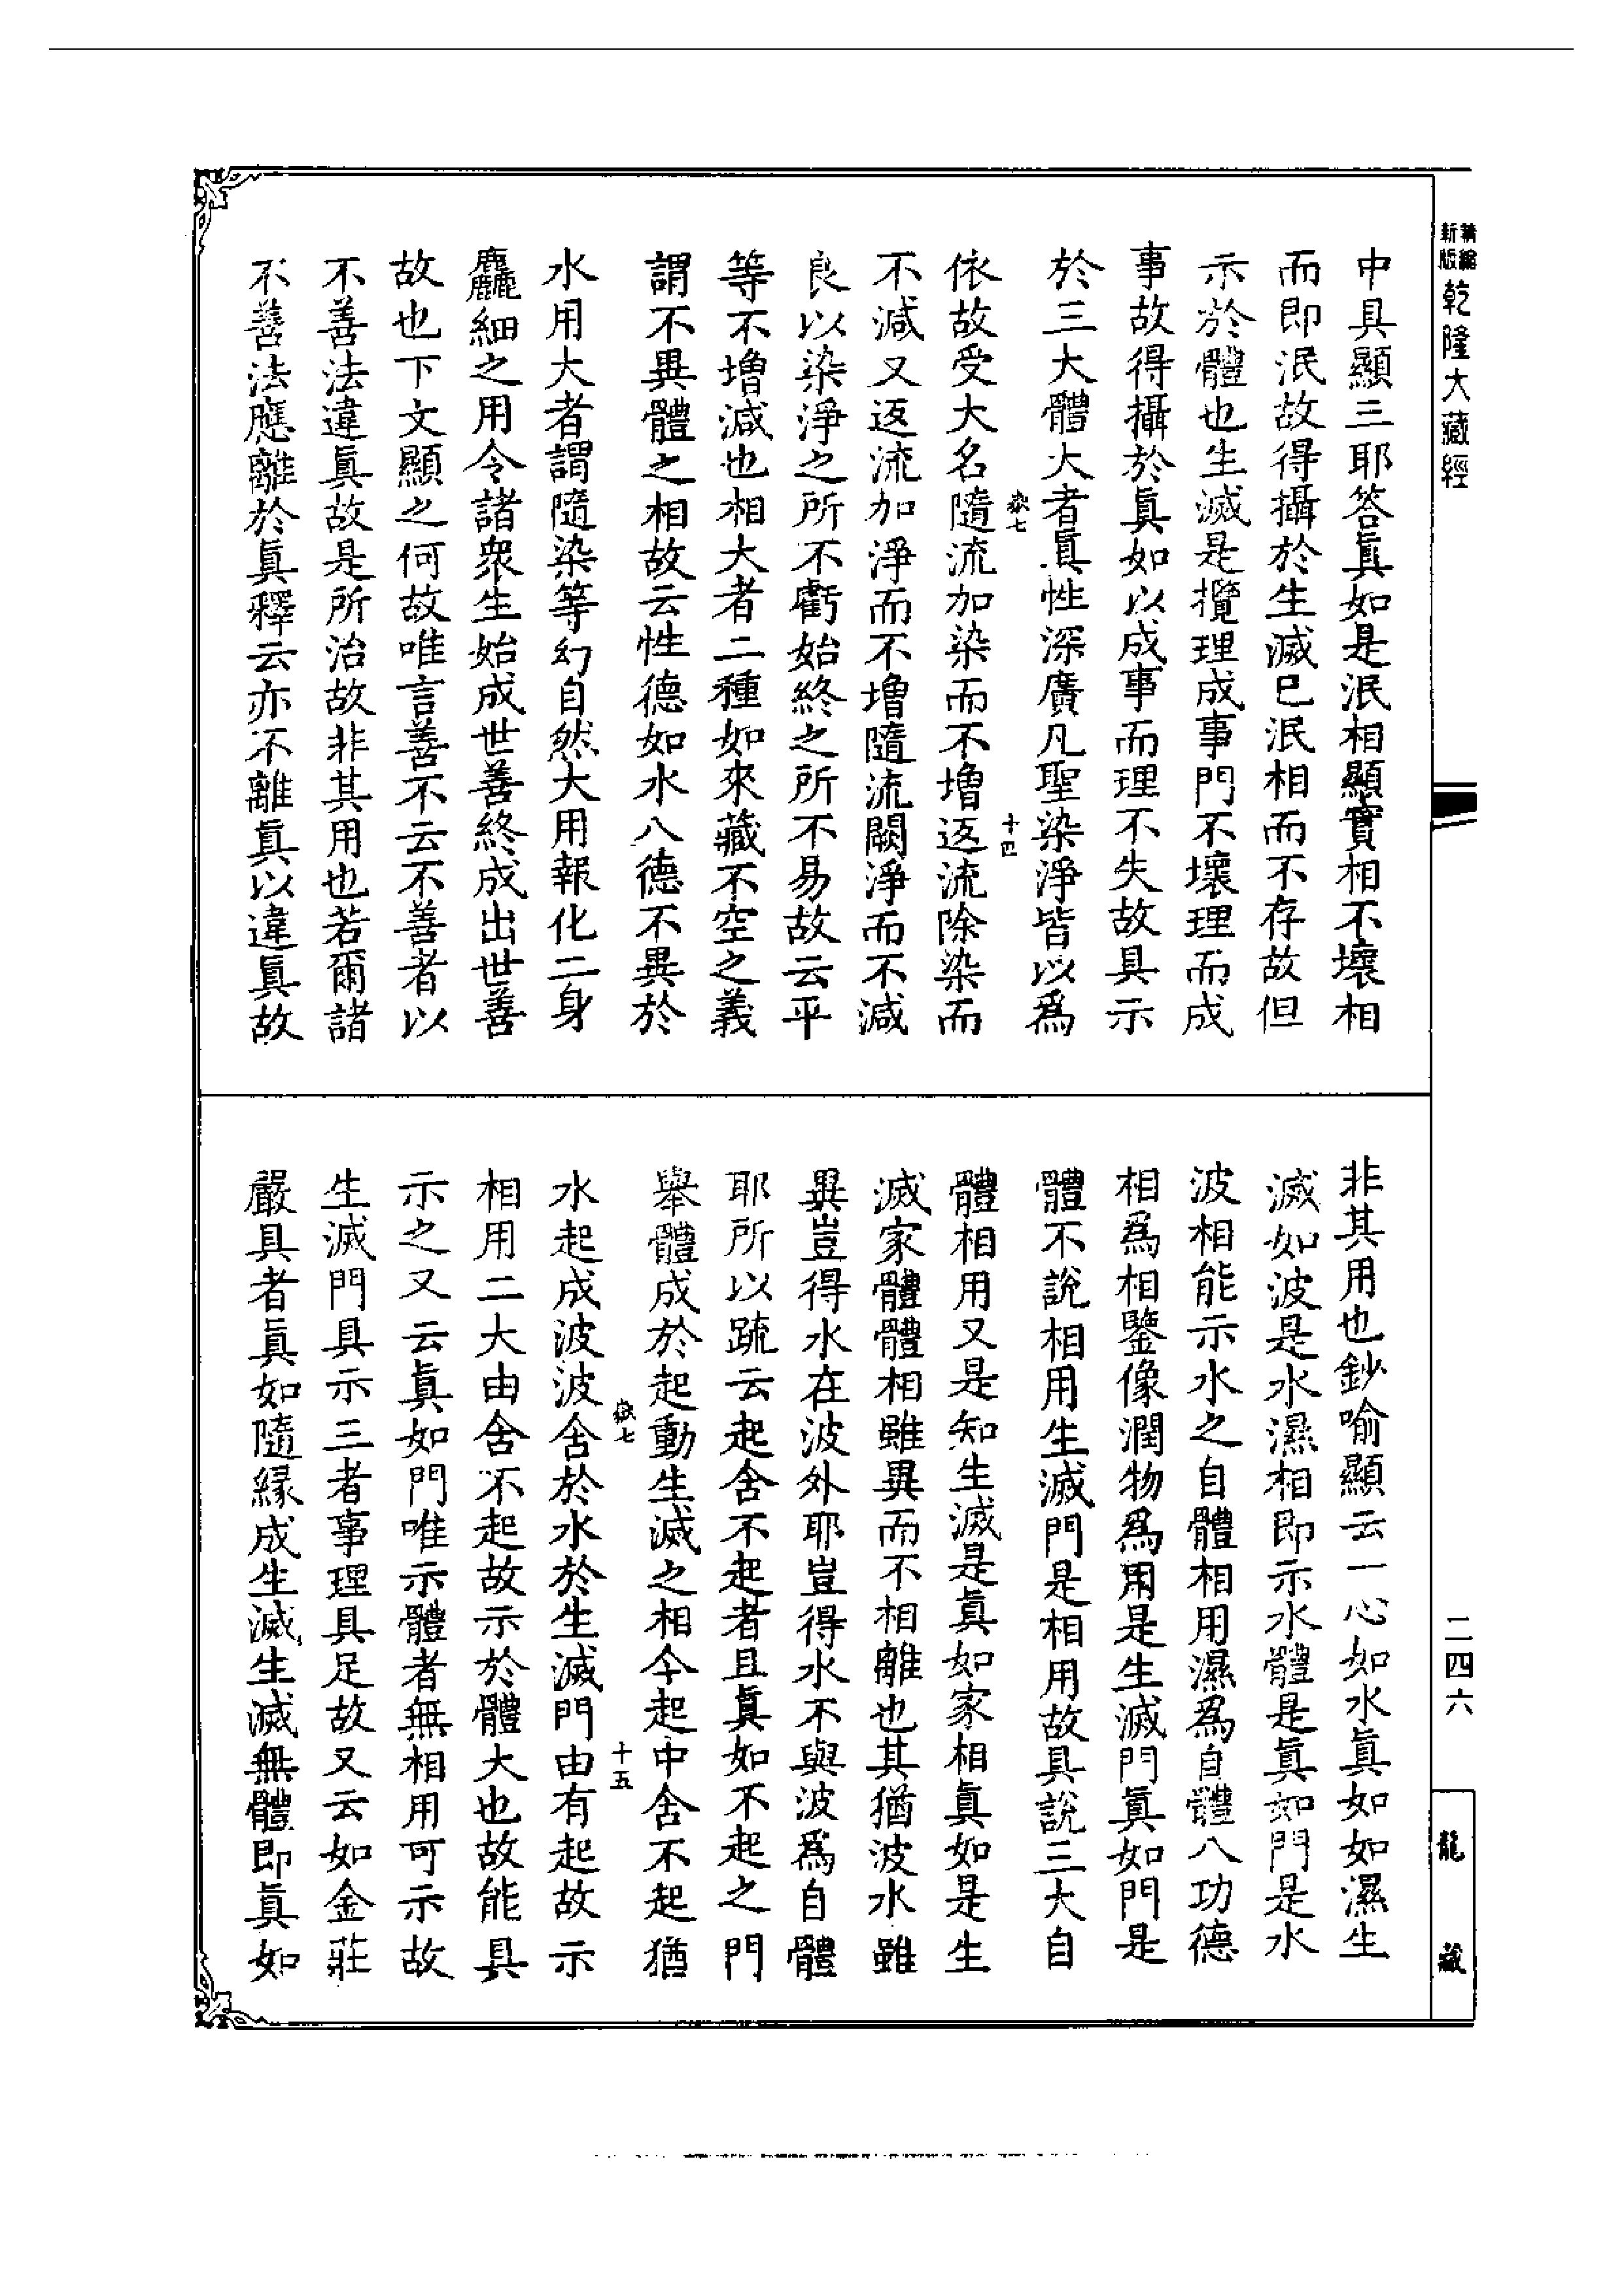 新編縮版乾隆大藏經
中具顯三耶答真如是泯相顯實相不壞相
而即泯故得攝於生滅已泯相而不存故但
示於體也生滅是攬理成事門不壞理而成
事故得攝於真如以成事而理不失故具示
於三大體大者真性深廣凡聖染淨皆以為
嶽七
十四
依故受大名隨流加染而不增返流除染而
不減又返流加淨而不增隨流闕淨而不減
良以染淨之所不虧始終之所不易故云平
等不增減也相大者二種如來藏不空之義
謂不異體之相故云性德如水八德不異於
水用大者謂隨染等幻自然大用報化二身
麤細之用令諸眾生始成世善終成出世善
故也下文顯之何故唯言善不云不善者以
不善法違真故是所治故非其用也若爾諸
不善法應離於真釋云亦不離真以違真故
非其用也鈔喻顯云一心如水真如如濕生
滅如波是水濕相即示水體是真如門是水
波相能示水之自體相用濕為自體八功德
相為相鑒像潤物為用是生滅門真如門是
體不說相用生滅門是相用故具說三大自
體相用又是知生滅是真如家相真如是生
滅家體體相雖異而不相離也其猶波水雖
異豈得水在波外耶豈得水不與波為自體
耶所以疏云起含不起者且真如不起之門
舉體成於起動生滅之相今起中含不起猶
嶽七
十五
水起成波波含於水於生滅門由有起故示
相用二大由含不起故示於體大也故能具
示之又云真如門唯示體者無相用可示故
生滅門具示三者事理具足故又云如金莊
嚴具者真如隨緣成生滅生滅無體即真如
二四六
龍藏